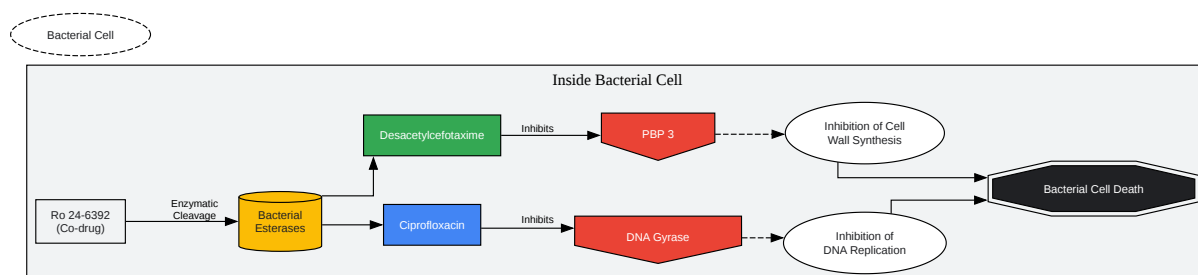 Bacterial Cell
Inside Bacterial Cell
Desacetylcefotaxime
Inhibits
PBP 3
Inhibition of Cell
Wall Synthesis
Ro 24-6392
(Co-drug)
Enzymatic
Cleavage
Bacterial
Esterases
Ciprofloxacin
Inhibits
DNA Gyrase
Inhibition of
DNA Replication
Bacterial Cell Death